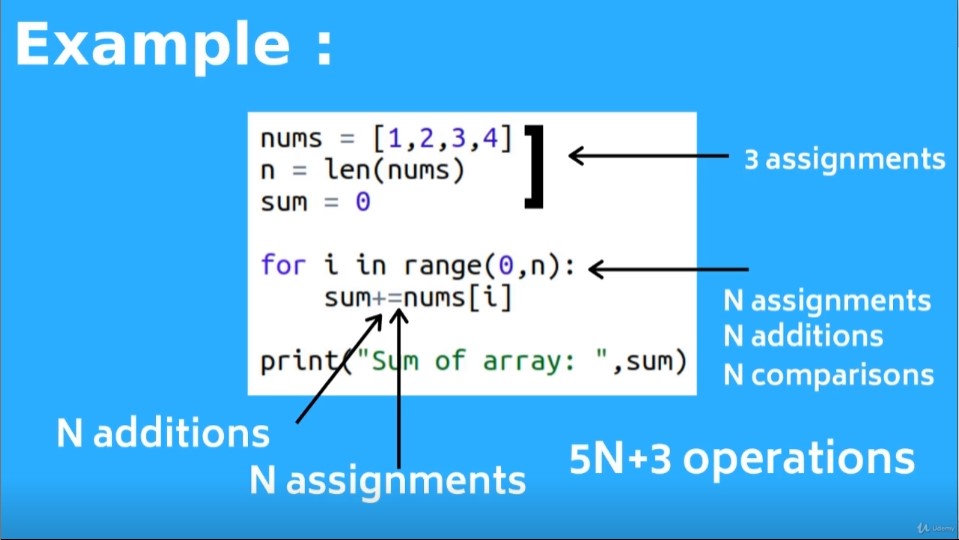 Example :
nums = [1,2,3,4]
n = len(nums)
sum = 0
3 assignments
for i in range(0,n):
sum+=nums[i]
N assignments
N additions
N comparisons
print("Sum of array: ",sum)
N additions
N assignments
5N+3 operations
Udemy